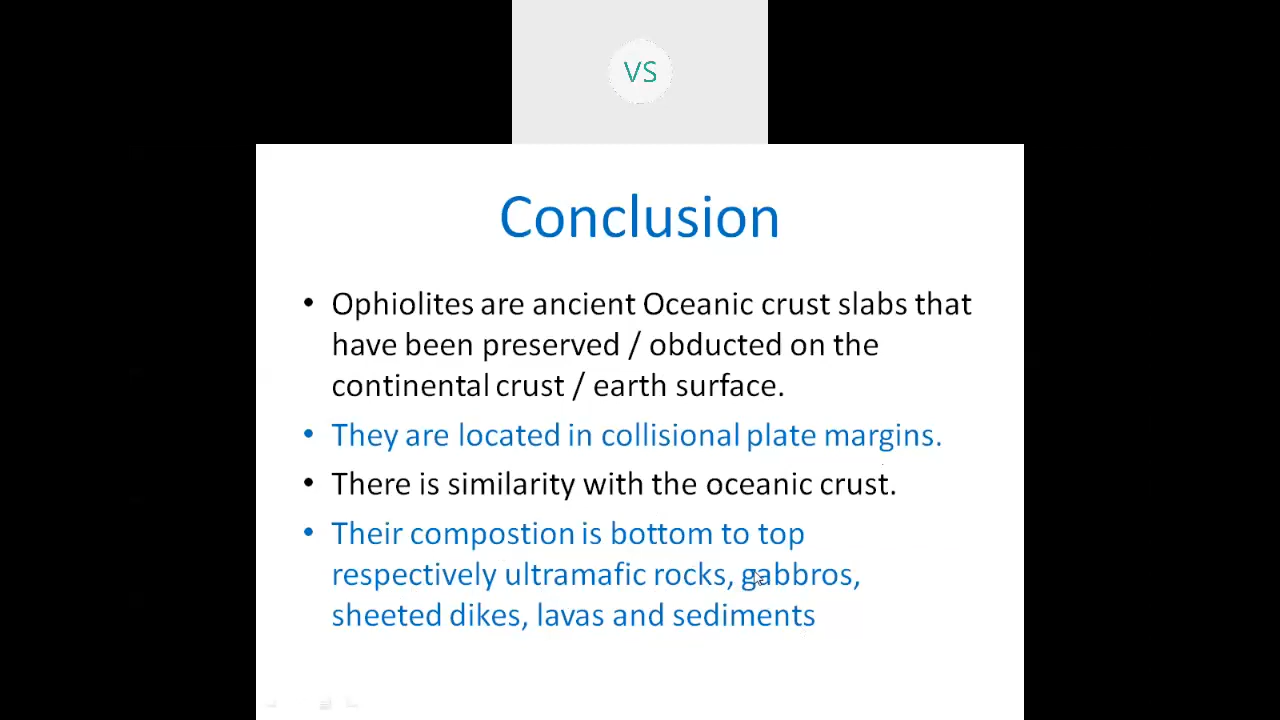 VS
Conclusion
• Ophiolites are ancient Oceanic crust slabs that
have been preserved / obducted on the
continental crust / earth surface.
• They are located in collisional plate margins.
• There is similarity with the oceanic crust.
• Their compostion is bottom to top
respectively ultramafic rocks, gabbros,
sheeted dikes, lavas and sediments